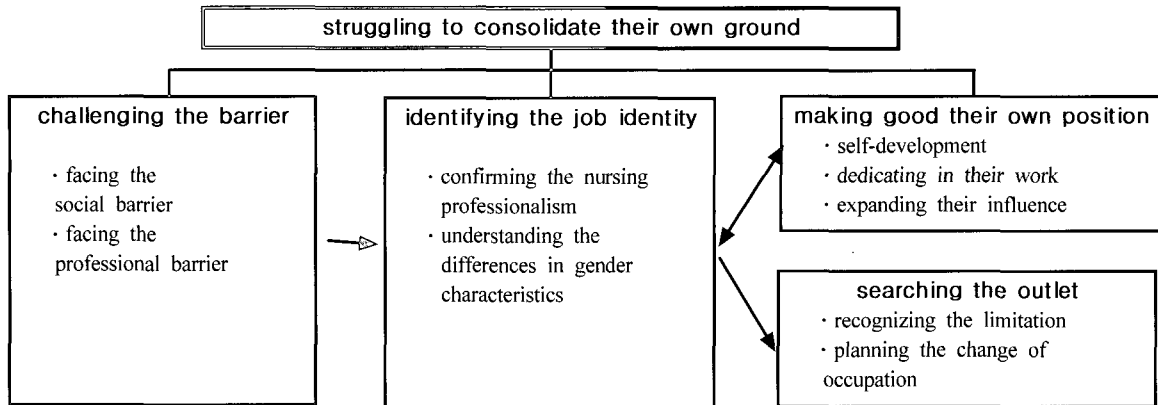 struggling to consolidate their own ground
challenging the barrier
· facing the
social barrier
· facing the
professional barrier
identifying the job identity
· confirming the nursing
professionalism
· understanding the
differences in gender
characteristics
making good their own position
· self-development
· dedicating in their work
· expanding their influence
searching the outlet
· recognizing the limitation
· planning the change of
occupation